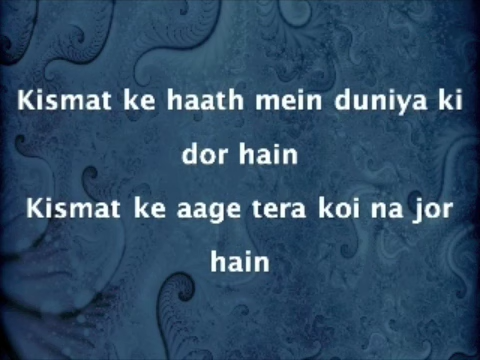 Kismat ke haath mein duniya ki
dor hain
Kismat ke aage tera koi na jor
hain